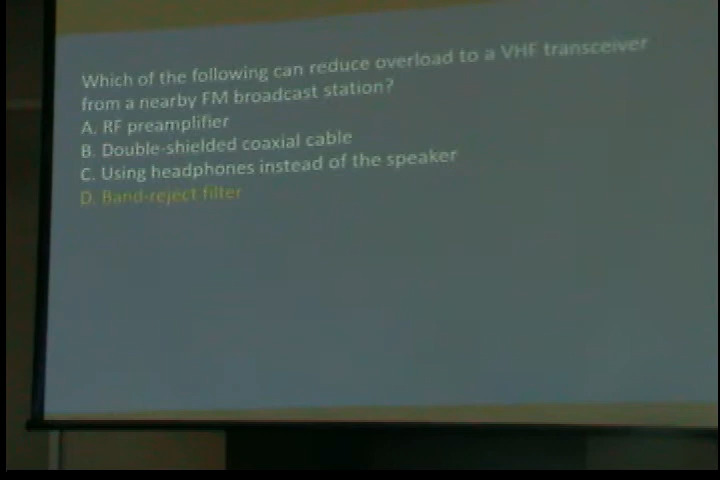 Which of the following can reduce overload to a VHF transceiver
from a nearby FM broadcast station?
A. RF preamplifier
B. Double-shielded coaxial cable
C. Using headphones instead of the speaker
D. Band-reject filter